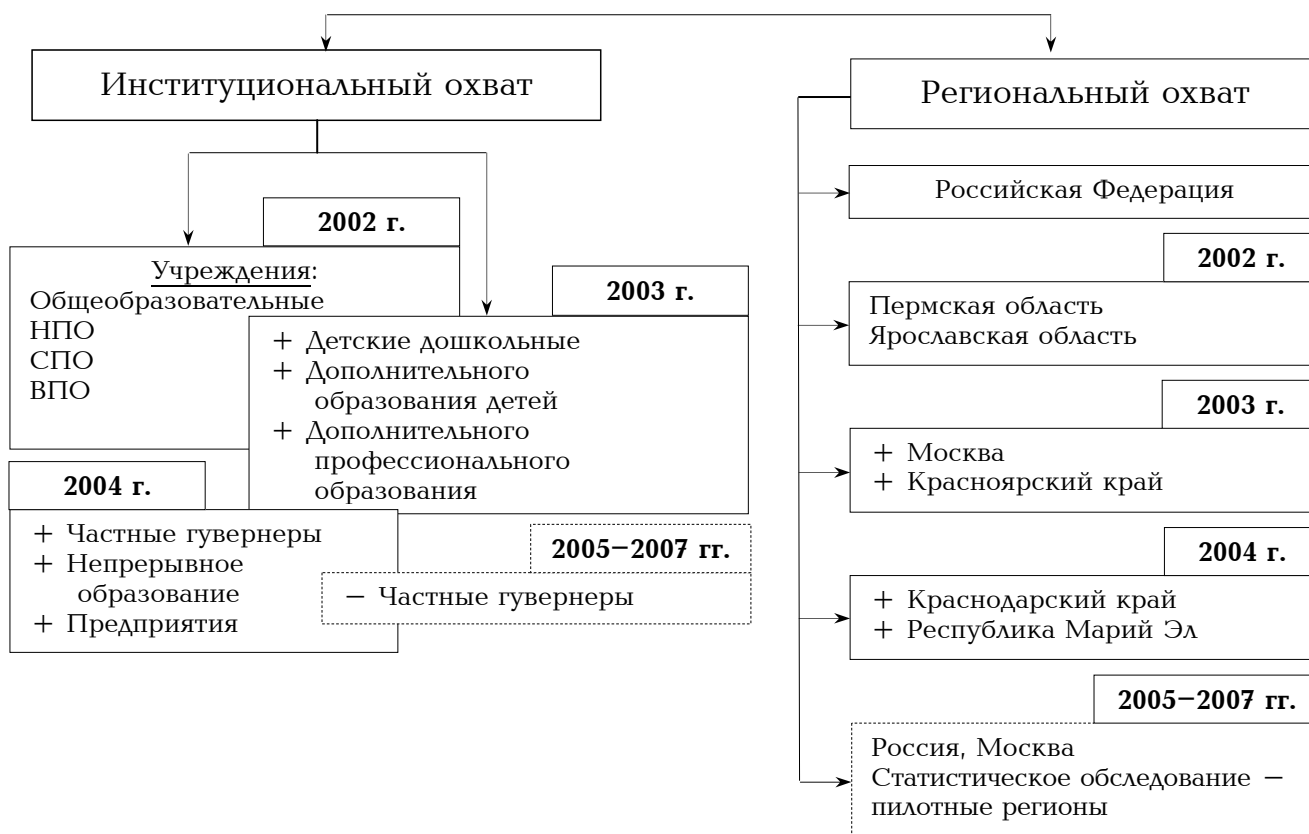 Институциональный охват
2002 г.
Учреждения:
Общеобразовательные
НПО
СПО
ВПО
2003 г.
+ Детские дошкольные
+ Дополнительного
образования детей
+ Дополнительного
профессионального
образования
2004 г.
+ Частные гувернеры
+ Непрерывное
образование
+ Предприятия
2005–2007 гг.
– Частные гувернеры
Региональный охват
Российская Федерация
2002 г.
Пермская область
Ярославская область
2003 г.
+ Москва
+ Красноярский край
2004 г.
+ Краснодарский край
+ Республика Марий Эл
2005–2007 гг.
Россия, Москва
Статистическое обследование –
пилотные регионы